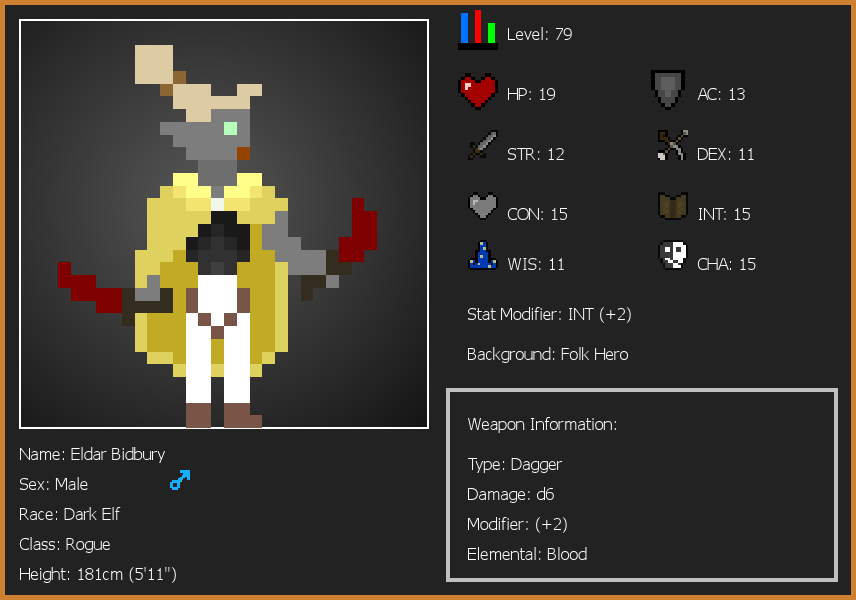 Level: 79
HP: 19
AC: 13
STR: 12
DEX: 11
CON: 15
INT: 15
WIS: 11
CHA: 15
Stat Modifier: INT (+2)
Background: Folk Hero
Weapon Information:
Type: Dagger
Damage: d6
Modifier: (+2)
Elemental: Blood
Name: Eldar Bidbury
Sex: Male
Race: Dark Elf
Class: Rogue
Height: 181cm (5'11")